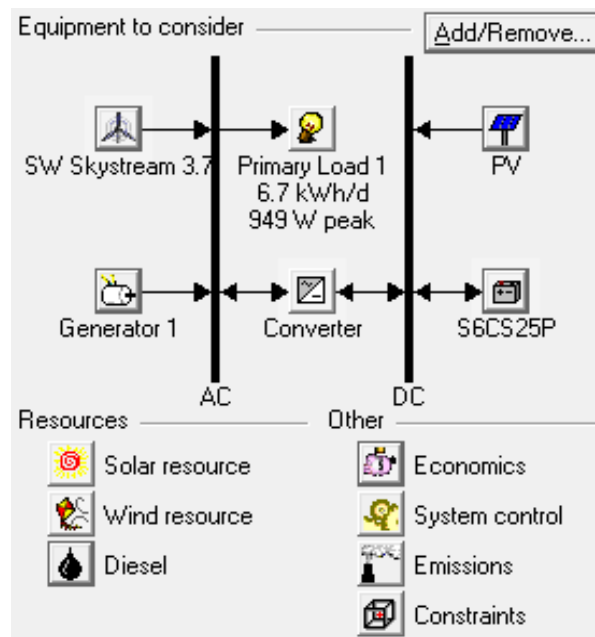 Equipment to consider
Add/Remove...
SW Skystream 3.7
Primary Load 1
6.7 kWh/d
949 W peak
PV
Generator 1
Converter
S6CS25P
AC
DC
Resources
Other
Solar resource
Economics
Wind resource
System control
Diesel
Emissions
Constraints